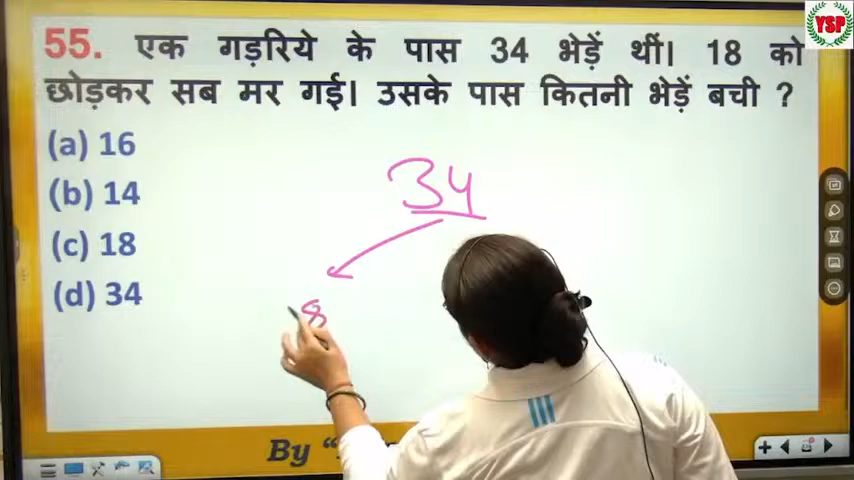 YSP
55. एक गड़रिये के पास 34 भेड़ें थीं। 18 को
छोड़कर सब मर गई। उसके पास कितनी भेड़ें बची ?
(a) 16
(b) 14
(c) 18
(d) 34
34
8
By